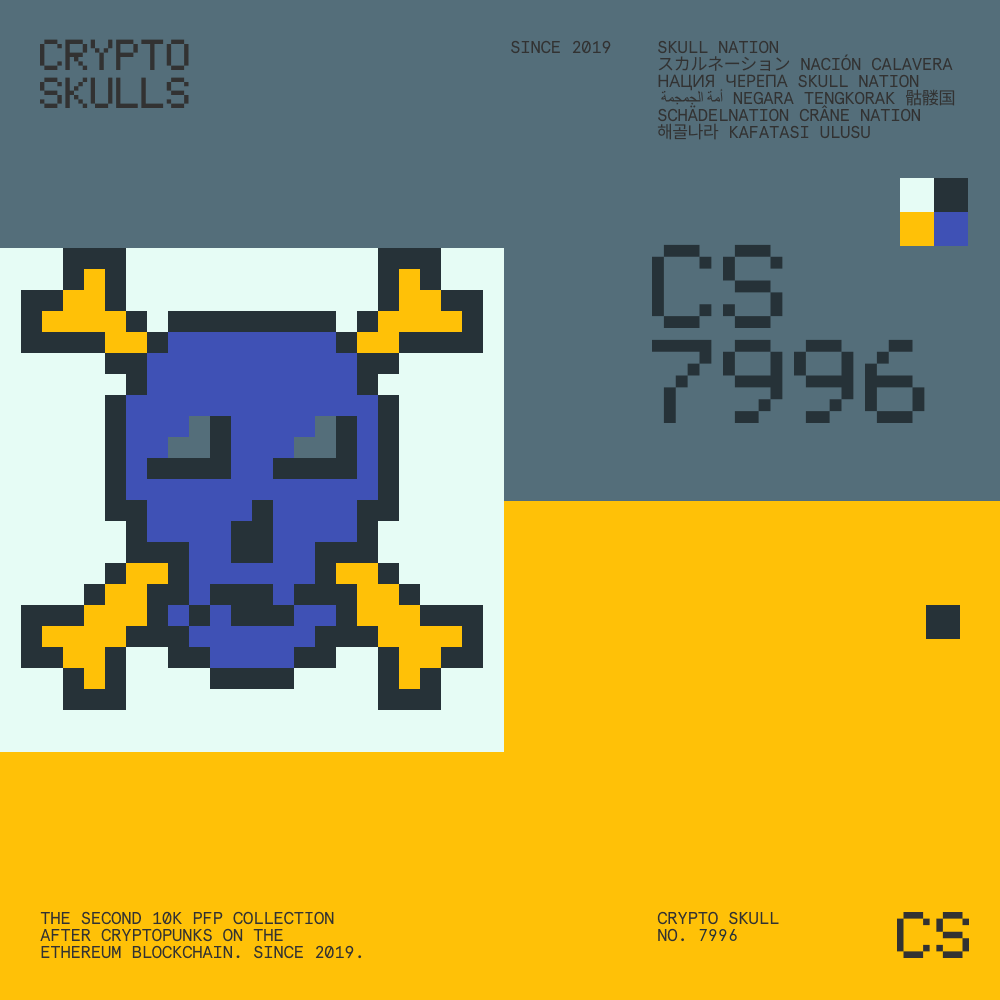 CRYPTO
SKULLS
SINCE 2019
SKULL NATION
スカルネーション NACIÓN CALAVERA
НАЦИЯ ЧЕРЕПА SKULL NATION
أمة الجمجمة NEGARA TENGKORAK 骷髅国
SCHÄDELNATION CRÂNE NATION
해골나라 KAFATASI ULUSU
CS
7996
THE SECOND 10K PFP COLLECTION
AFTER CRYPTOPUNKS ON THE
ETHEREUM BLOCKCHAIN. SINCE 2019.
CRYPTO SKULL
NO. 7996
CS